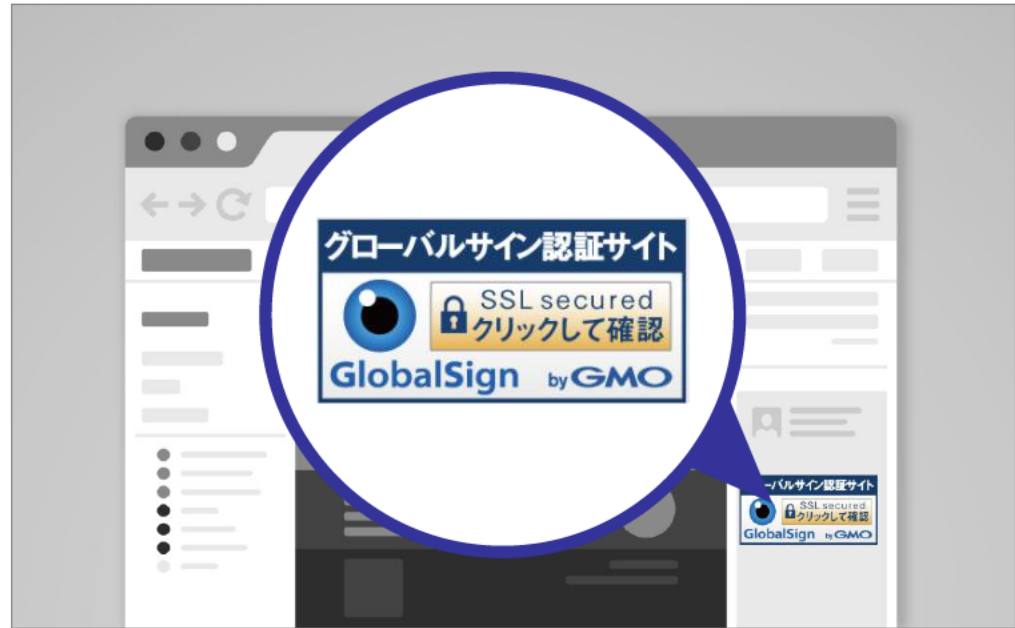 グローバルサイン認証サイト
SSL secured
クリックして確認
GlobalSign by GMO
ーバルサイン認証サイト
SSL secured
クリックして確認
GlobalSign by GMO